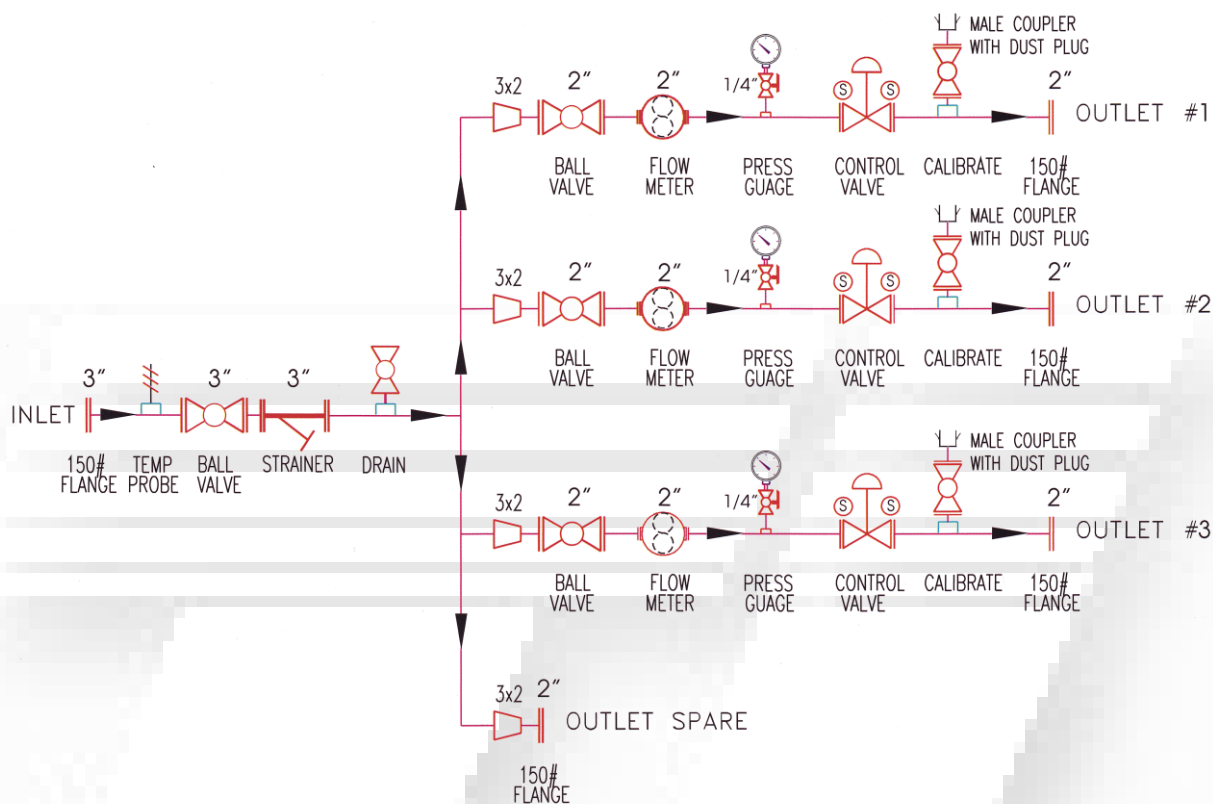 MALE COUPLER
WITH DUST PLUG
3x2
2"
2"
1/4"
S
S
2"
OUTLET #1
BALL
VALVE
FLOW
METER
PRESS
GUAGE
CONTROL
VALVE
CALIBRATE
150#
FLANGE
MALE COUPLER
WITH DUST PLUG
3x2
2"
2"
1/4"
S
S
2"
OUTLET #2
BALL
VALVE
FLOW
METER
PRESS
GUAGE
CONTROL
VALVE
CALIBRATE
150#
FLANGE
3"
3"
3"
INLET
150#
FLANGE
TEMP
PROBE
BALL
VALVE
STRAINER
DRAIN
MALE COUPLER
WITH DUST PLUG
3x2
2"
2"
1/4"
S
S
2"
OUTLET #3
BALL
VALVE
FLOW
METER
PRESS
GUAGE
CONTROL
VALVE
CALIBRATE
150#
FLANGE
3x2
2"
OUTLET SPARE
150#
FLANGE